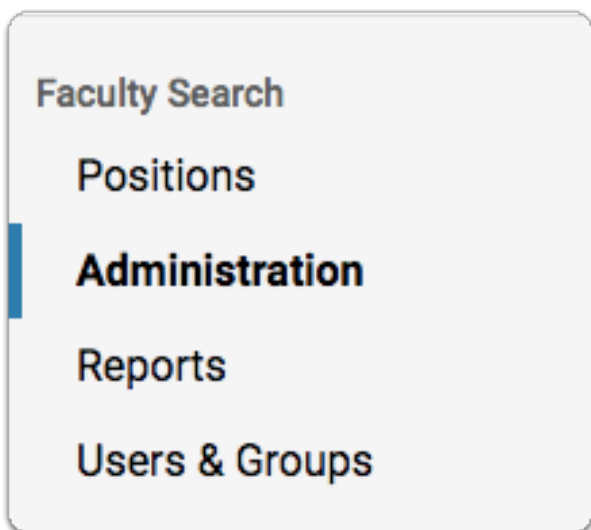 Faculty Search
Positions
Administration
Reports
Users & Groups